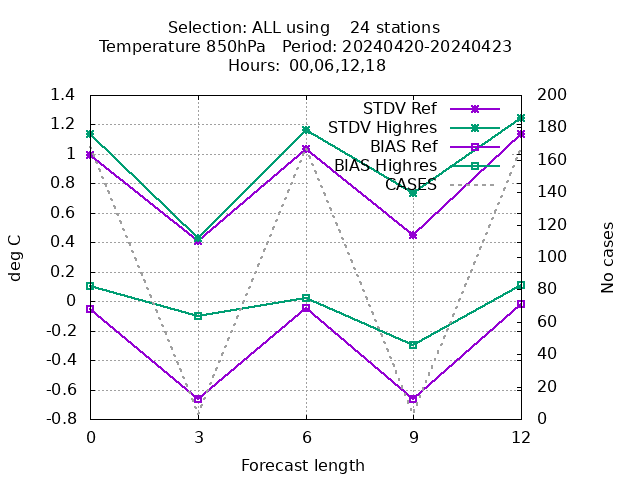 Selection: ALL using    24 stations
Temperature 850hPa   Period: 20240420-20240423
Hours: 00,06,12,18
STDV Ref
STDV Highres
BIAS Ref
BIAS Highres
CASES
deg C
1.4
1.2
1
0.8
0.6
0.4
0.2
0
-0.2
-0.4
-0.6
-0.8
No cases
200
180
160
140
120
100
80
60
40
20
0
0 3 6 9 12
Forecast length